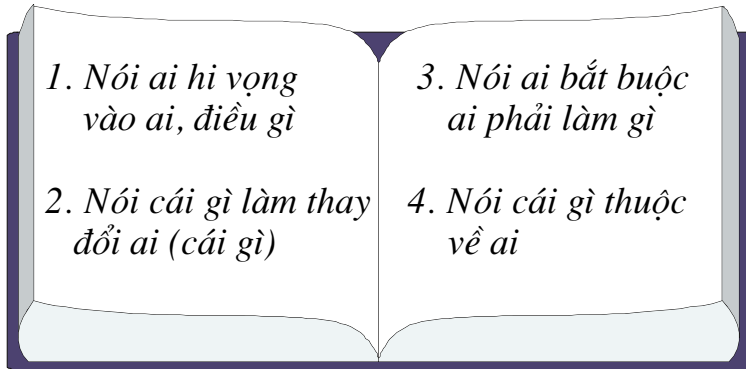 1. Nói ai hi vọng
vào ai, điều gì
2. Nói cái gì làm thay
đổi ai (cái gì)
3. Nói ai bắt buộc
ai phải làm gì
4. Nói cái gì thuộc
về ai